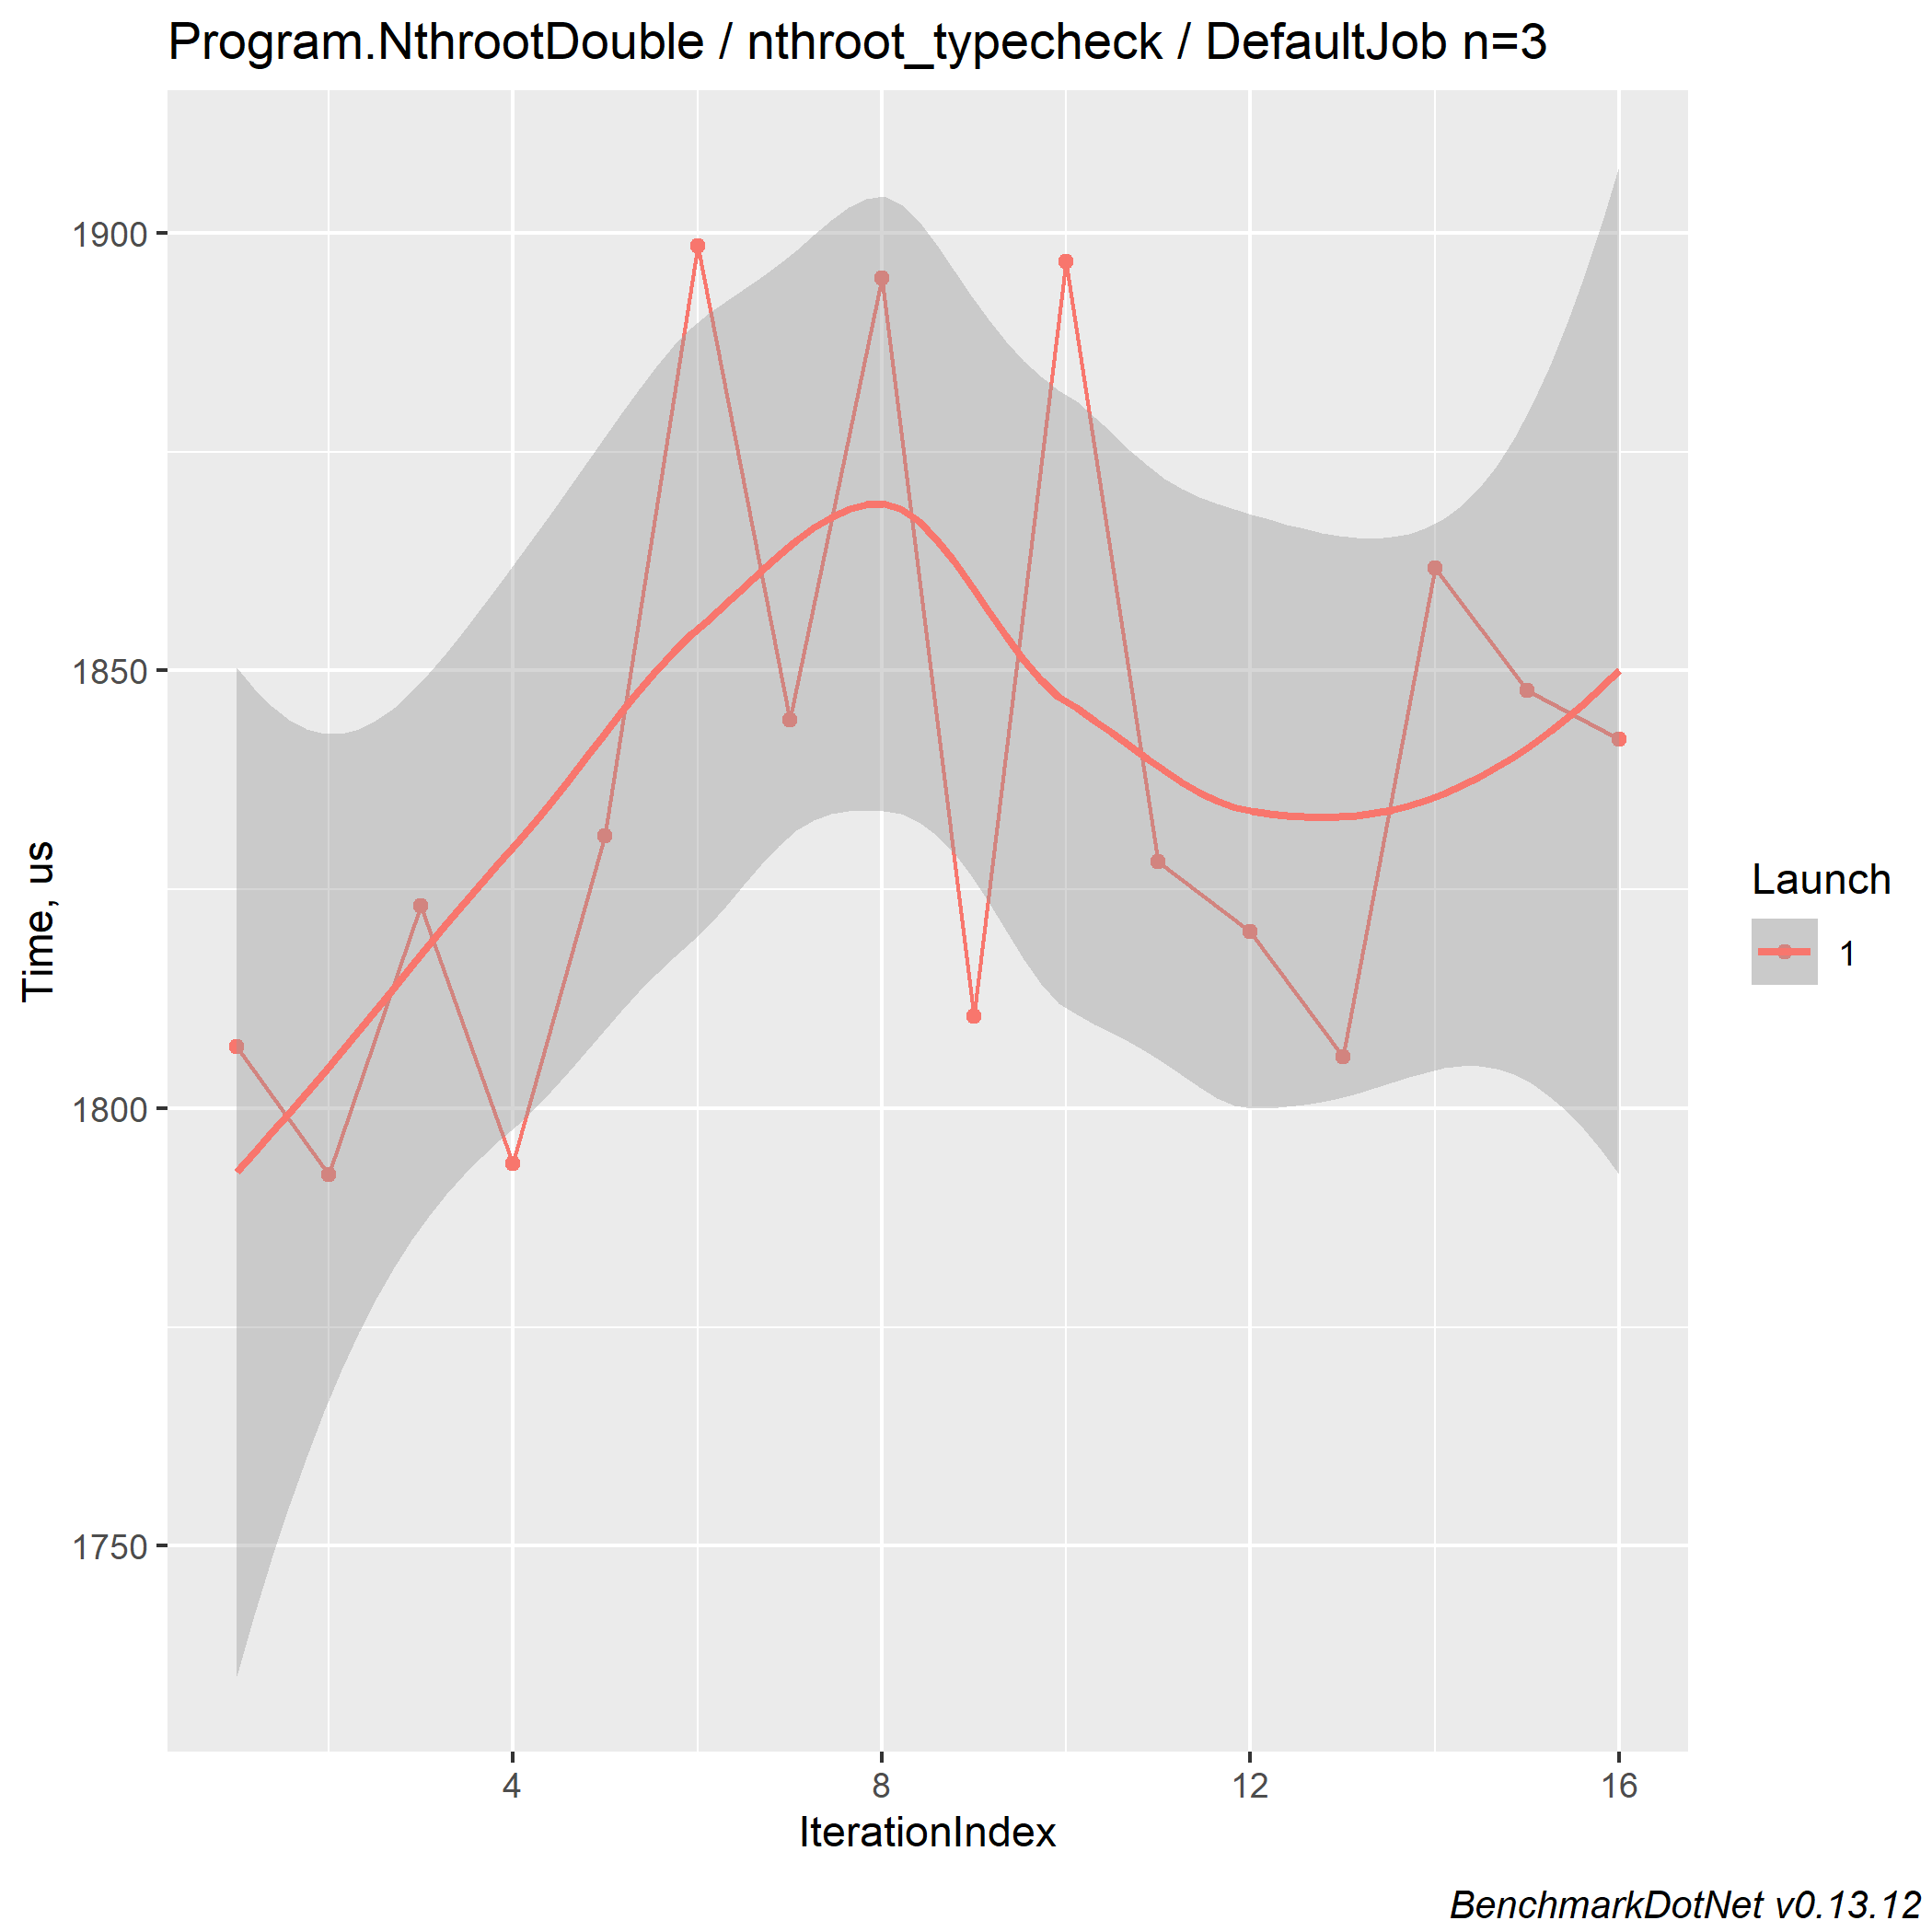 Program.NthrootDouble / nthroot_typecheck / DefaultJob n=3
1900
1850
1800
1750
Time, us
4
8
12
16
IterationIndex
Launch
1
BenchmarkDotNet v0.13.12